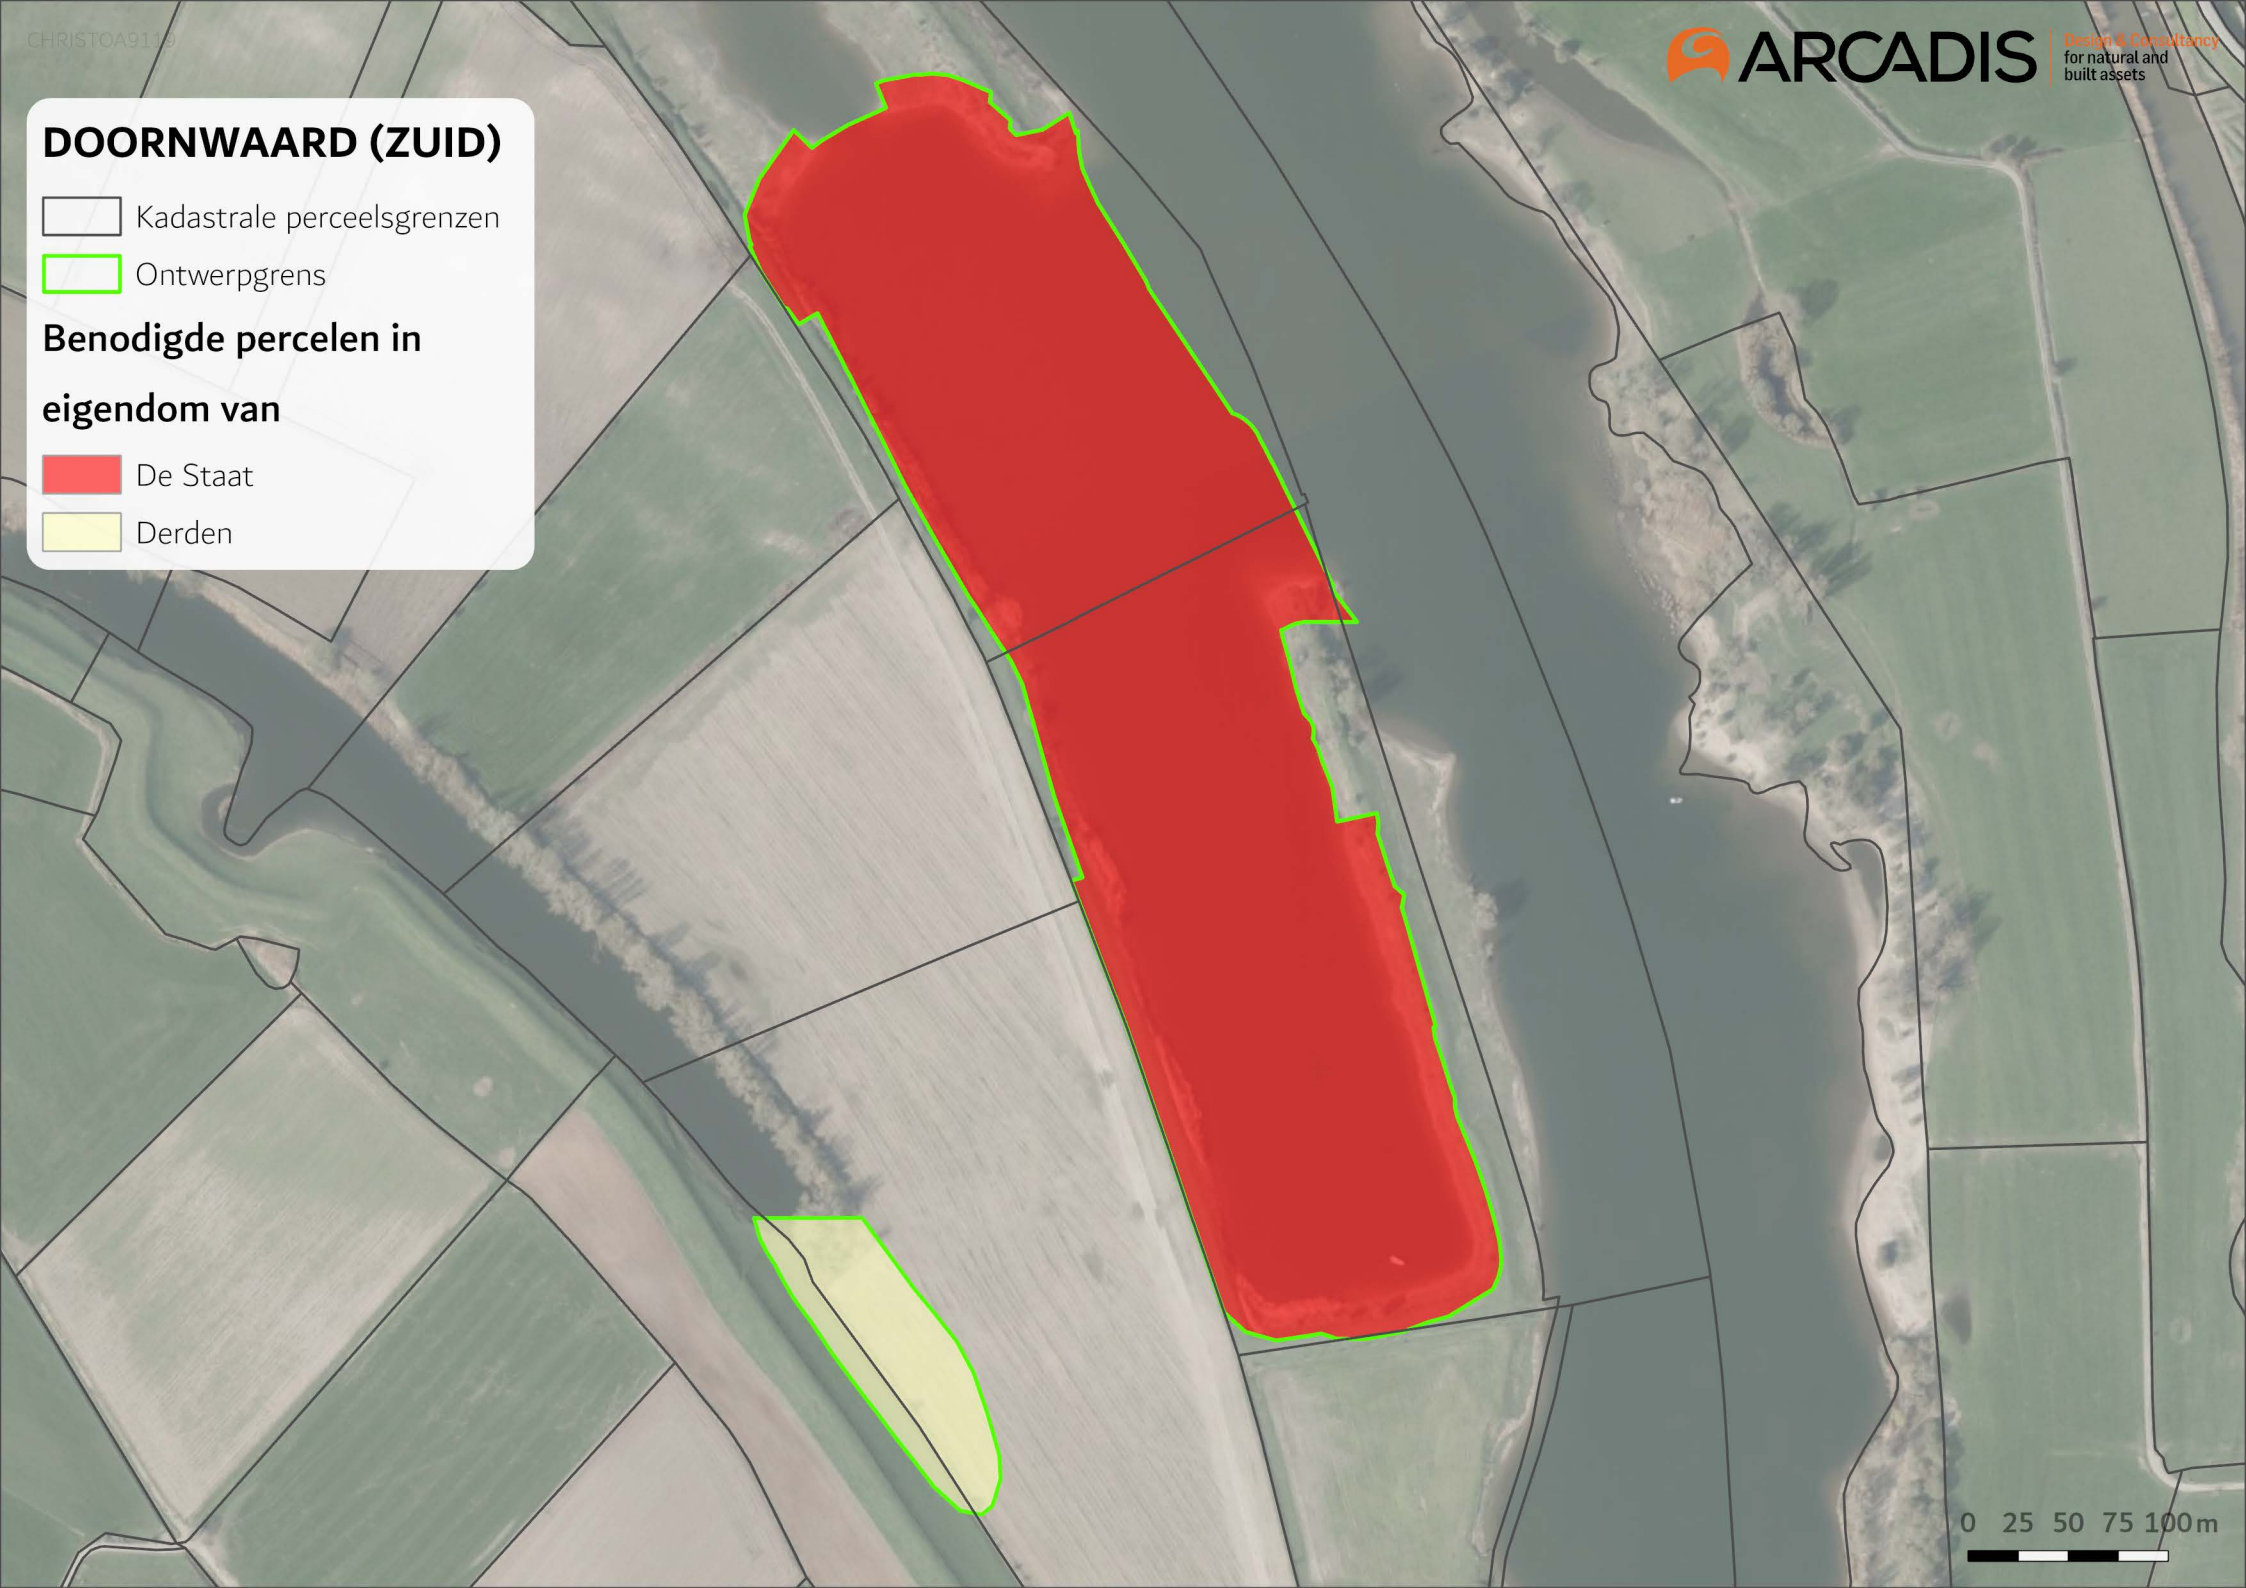 CHRISTOA9119
ARCADIS
Design & Consultancy
for natural and
built assets
DOORNWAARD (ZUID)
Kadastrale perceelsgrenzen
Ontwerpgrens
Benodigde percelen in
eigendom van
De Staat
Derden
0 25 50 75 100 m